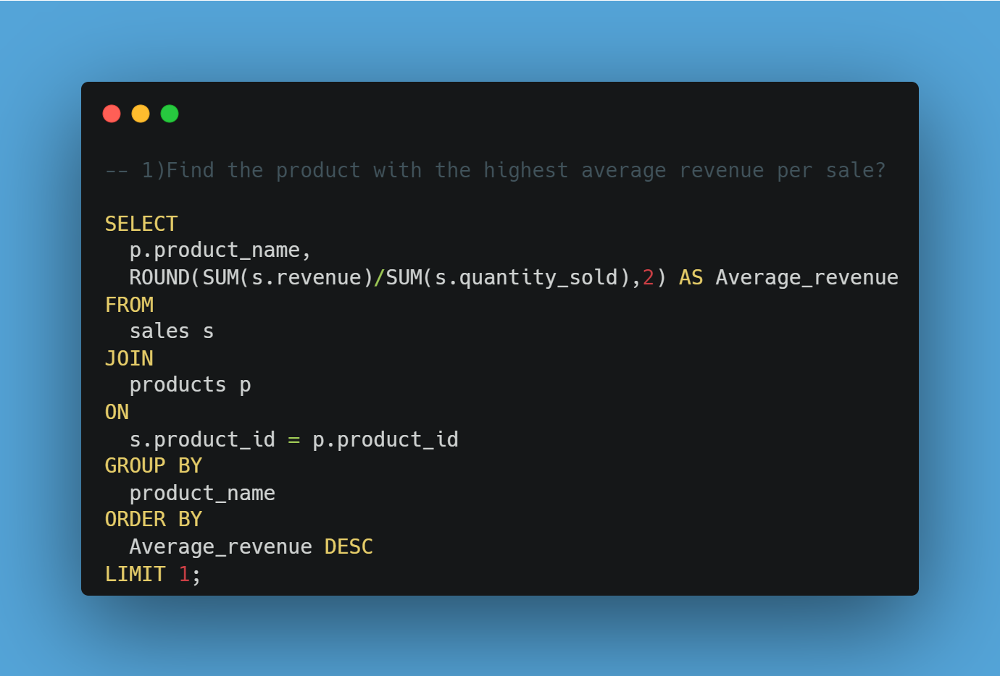 -- 1)Find the product with the highest average revenue per sale?
SELECT
  p.product_name,
  ROUND(SUM(s.revenue)/SUM(s.quantity_sold),2) AS Average_revenue
FROM
  sales s
JOIN
  products p
ON
  s.product_id = p.product_id
GROUP BY
  product_name
ORDER BY
  Average_revenue DESC
LIMIT 1;